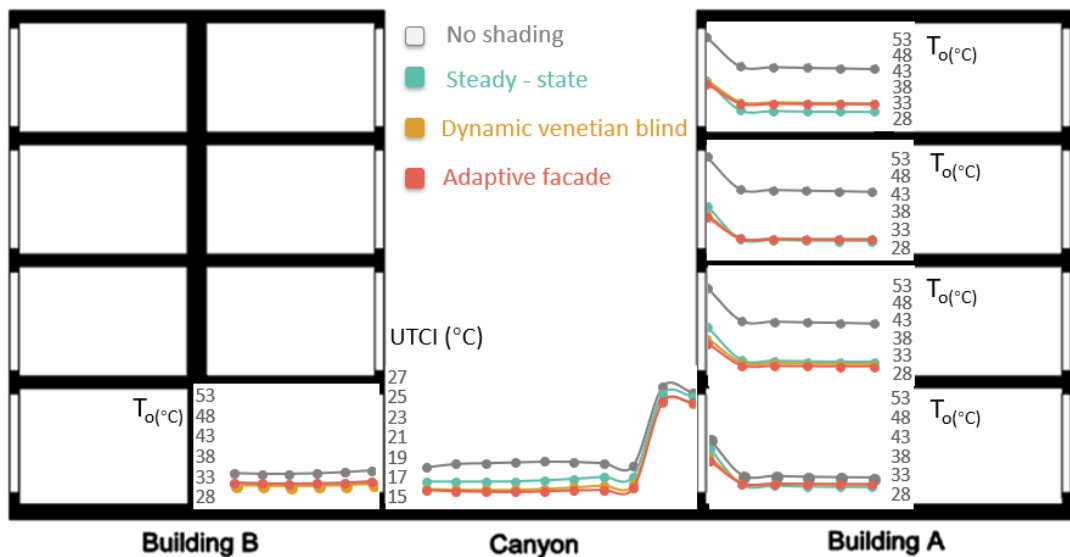 No shading
Steady - state
Dynamic venetian blind
Adaptive facade
53
48
43
38
33
28
To(°C)
53
48
43
38
33
28
To(°C)
53
48
43
38
33
28
To(°C)
53
48
43
38
33
28
To(°C)
UTCI (°C)
27
25
23
21
19
17
15
To(°C)
53
48
43
38
33
28
Building B
Canyon
Building A